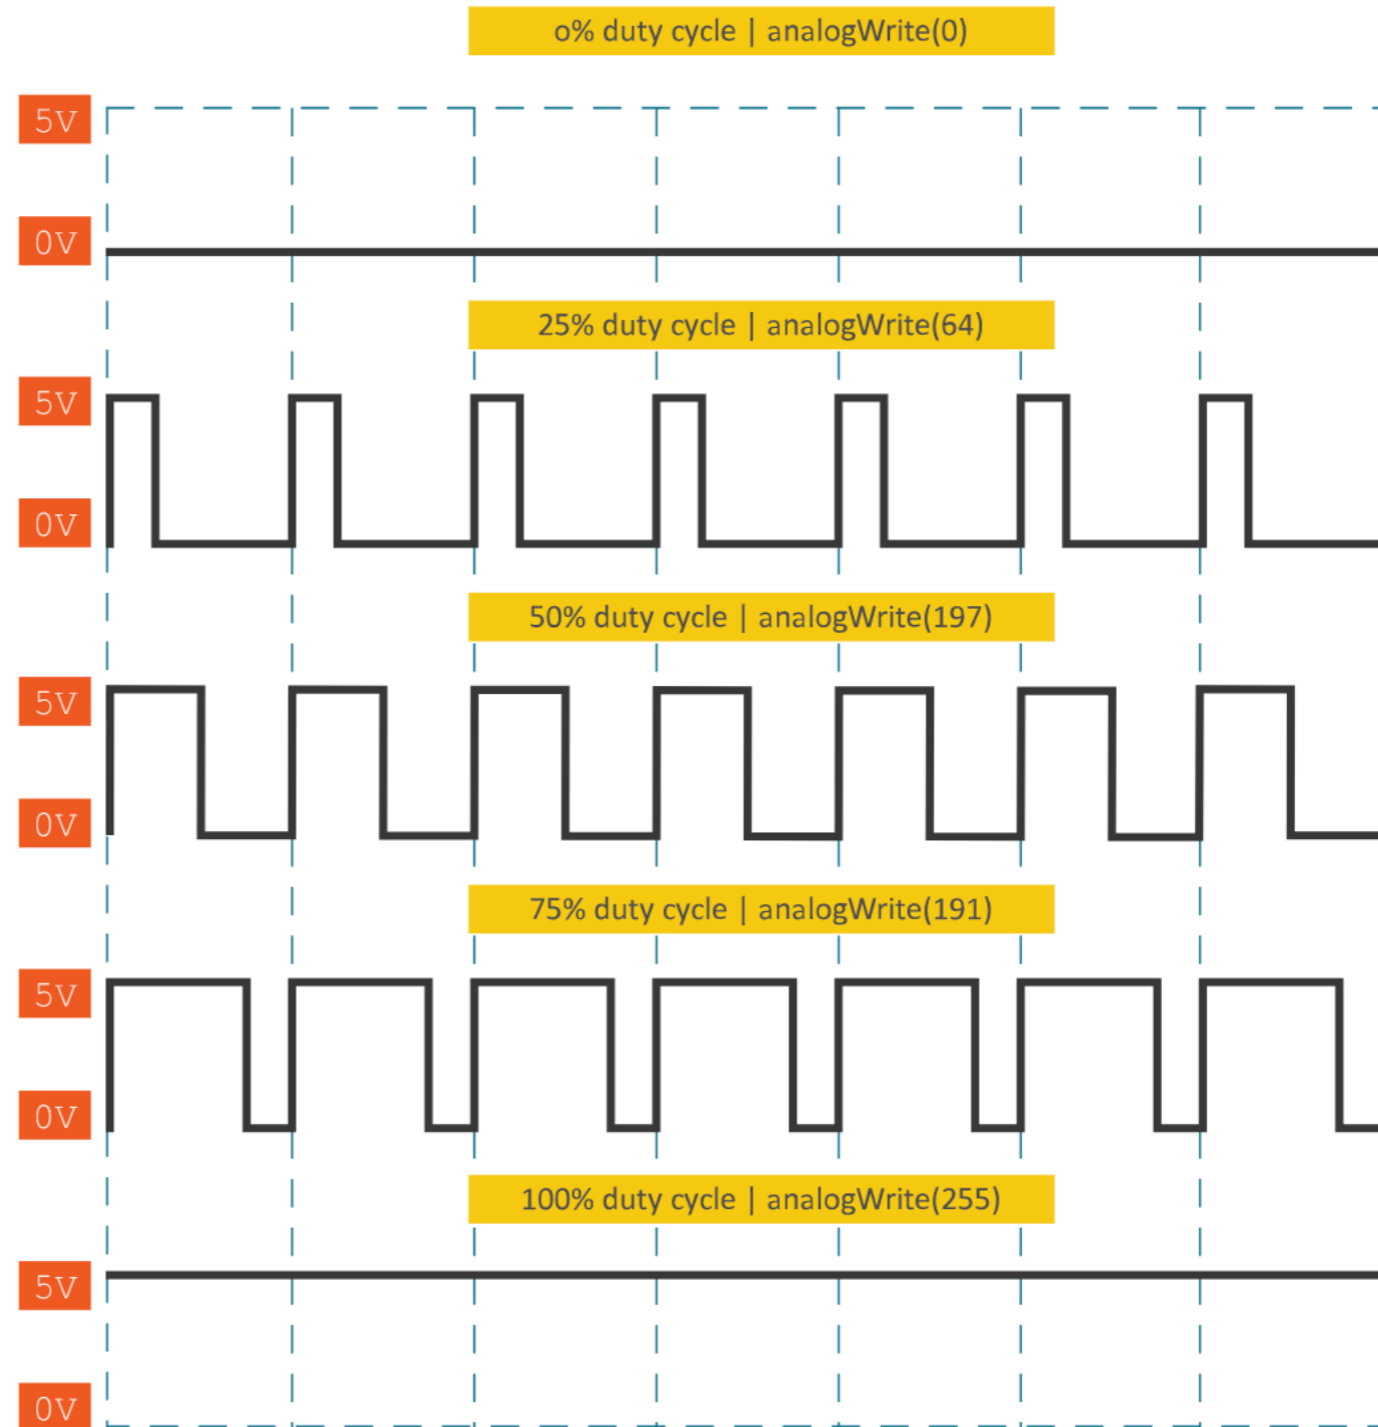 o% duty cycle | analogWrite(0)
5V
0V
25% duty cycle | analogWrite(64)
5V
0V
50% duty cycle | analogWrite(197)
5V
0V
75% duty cycle | analogWrite(191)
5V
0V
100% duty cycle | analogWrite(255)
5V
0V